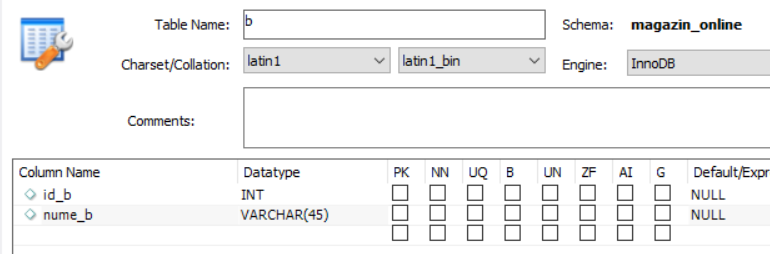 Table Name: b Schema: magazin_online
Charset/Collation: latin1 latin1_bin Engine: InnoDB
Comments:
Column Name Datatype PK NN UQ B UN ZF AI G Default/Expr
id_b INT NULL
nume_b VARCHAR(45) NULL